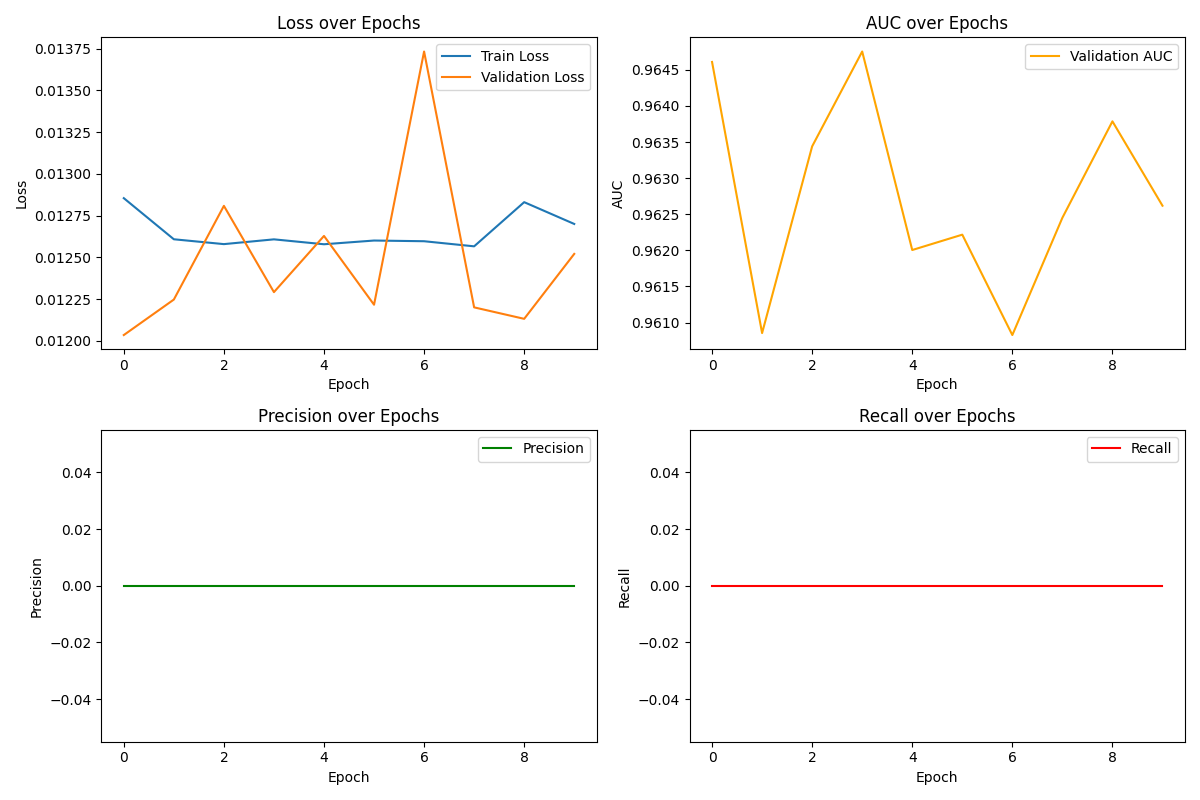 Loss over Epochs
Train Loss
Validation Loss
0.01375
0.01350
0.01325
0.01300
0.01275
0.01250
0.01225
0.01200
Loss
0 2 4 6 8
Epoch
AUC over Epochs
Validation AUC
0.9645
0.9640
0.9635
0.9630
0.9625
0.9620
0.9615
0.9610
AUC
0 2 4 6 8
Epoch
Precision over Epochs
Precision
0.04
0.02
0.00
−0.02
−0.04
Precision
0 2 4 6 8
Epoch
Recall over Epochs
Recall
0.04
0.02
0.00
−0.02
−0.04
Recall
0 2 4 6 8
Epoch